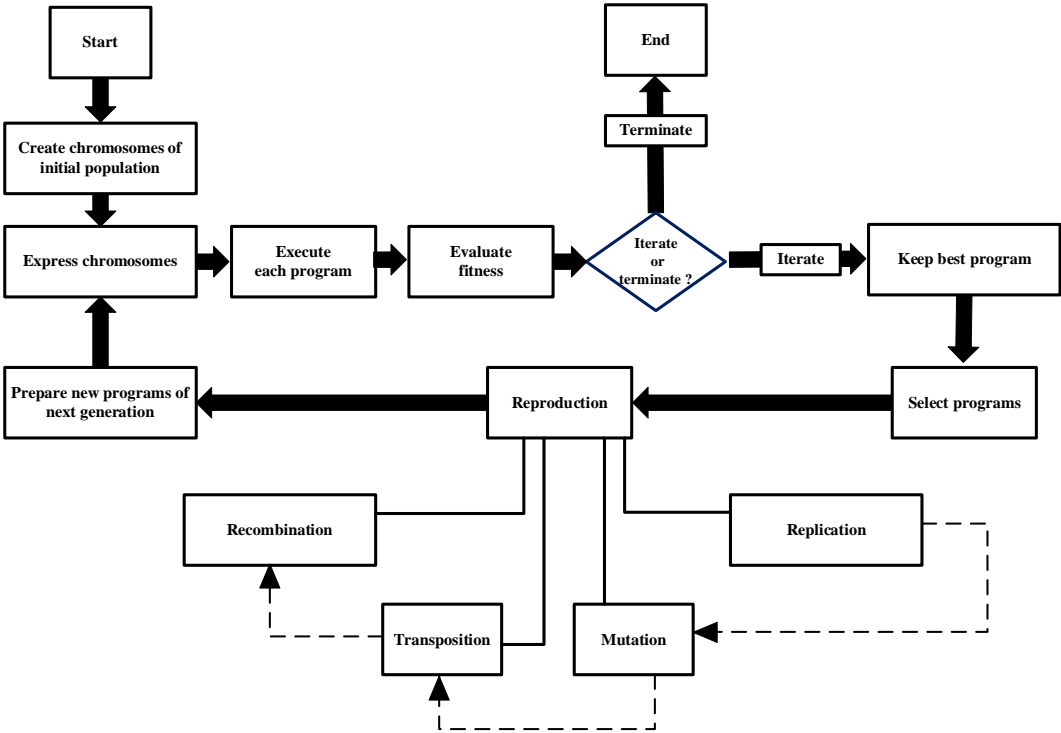 Start
End
Terminate
Create chromosomes of
initial population
Express chromosomes
Execute
each program
Evaluate
fitness
Iterate
or
terminate ?
Iterate
Keep best program
Prepare new programs of
next generation
Reproduction
Select programs
Recombination
Replication
Transposition
Mutation